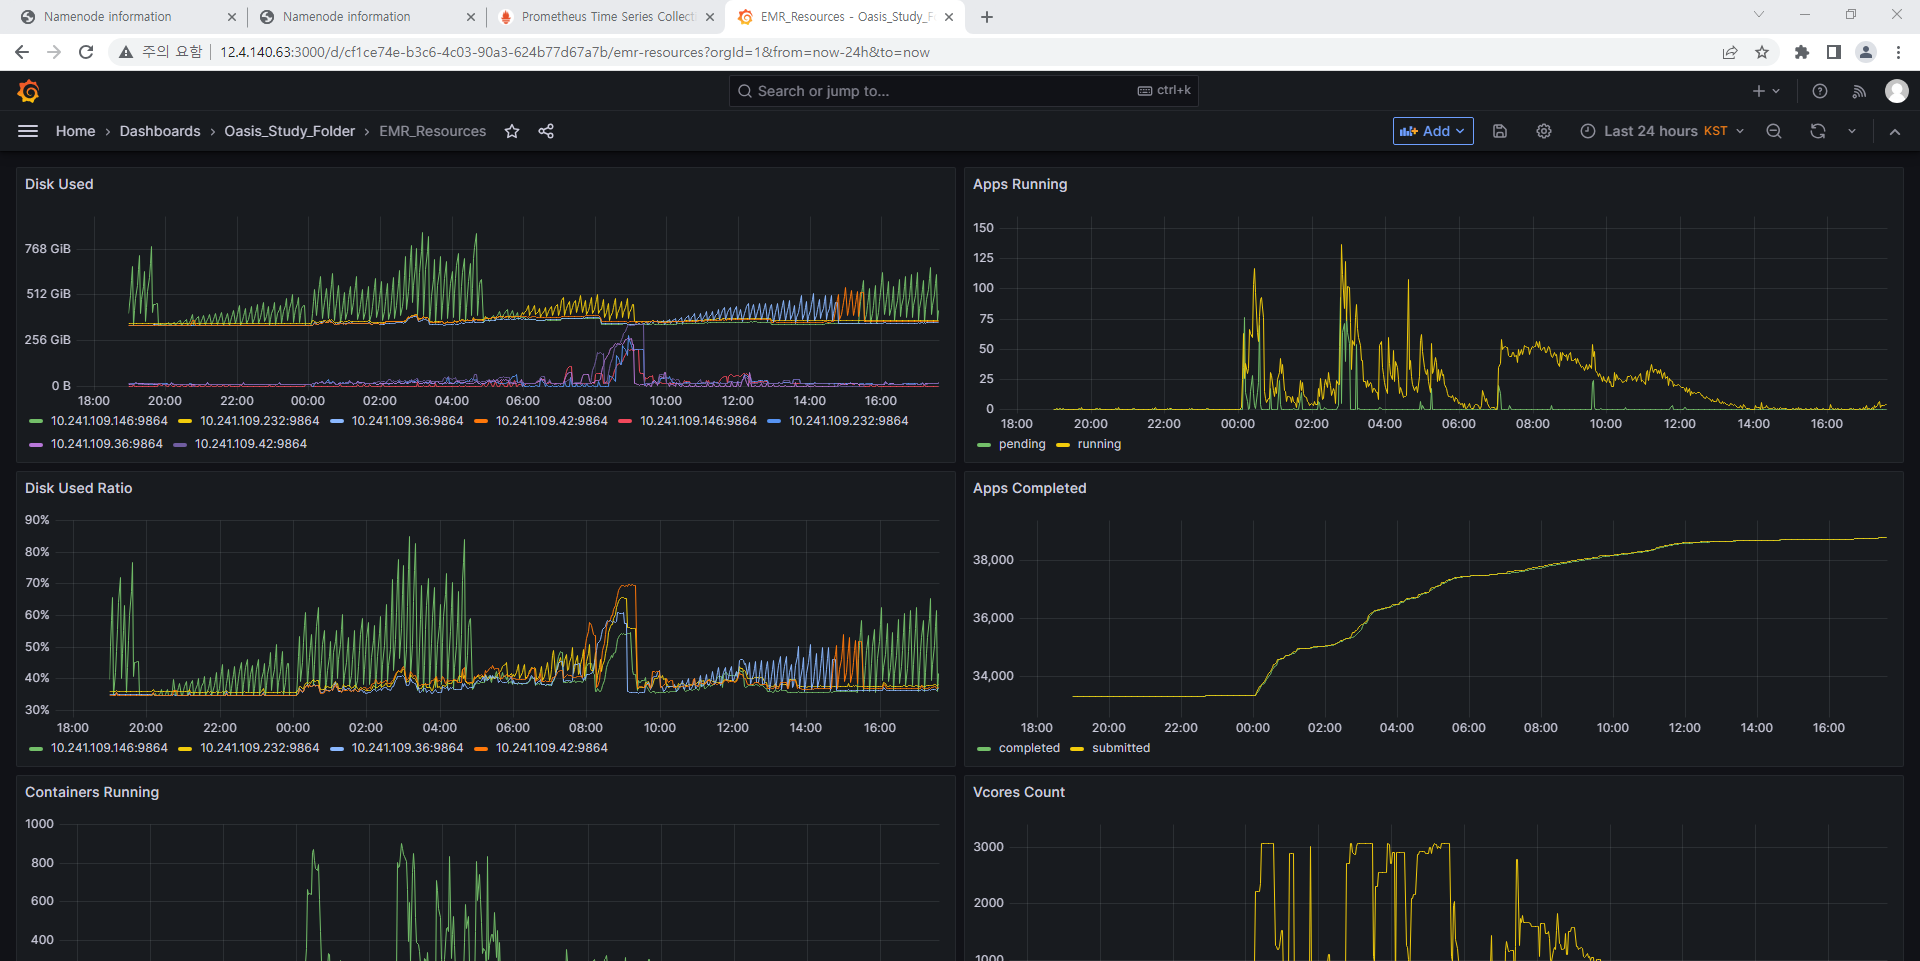 Namenode information
Namenode information
Prometheus Time Series Collecti
EMR_Resources - Oasis_Study_F
주의 요함
12.4.140.63:3000/d/cf1ce74e-b3c6-4c03-90a3-624b77d67a7b/emr-resources?orgId=1&from=now-24h&to=now
Search or jump to...
ctrl+k
Home › Dashboards › Oasis_Study_Folder › EMR_Resources
Add
Last 24 hours KST
Disk Used
768 GiB
512 GiB
256 GiB
0 B
18:00 20:00 22:00 00:00 02:00 04:00 06:00 08:00 10:00 12:00 14:00 16:00
10.241.109.146:9864 10.241.109.232:9864 10.241.109.36:9864 10.241.109.42:9864 10.241.109.146:9864 10.241.109.232:9864
10.241.109.36:9864 10.241.109.42:9864
Apps Running
150
125
100
75
50
25
0
18:00 20:00 22:00 00:00 02:00 04:00 06:00 08:00 10:00 12:00 14:00 16:00
pending running
Disk Used Ratio
90%
80%
70%
60%
50%
40%
30%
18:00 20:00 22:00 00:00 02:00 04:00 06:00 08:00 10:00 12:00 14:00 16:00
10.241.109.146:9864 10.241.109.232:9864 10.241.109.36:9864 10.241.109.42:9864
Apps Completed
38,000
36,000
34,000
18:00 20:00 22:00 00:00 02:00 04:00 06:00 08:00 10:00 12:00 14:00 16:00
completed submitted
Containers Running
1000
800
600
400
Vcores Count
3000
2000
1000